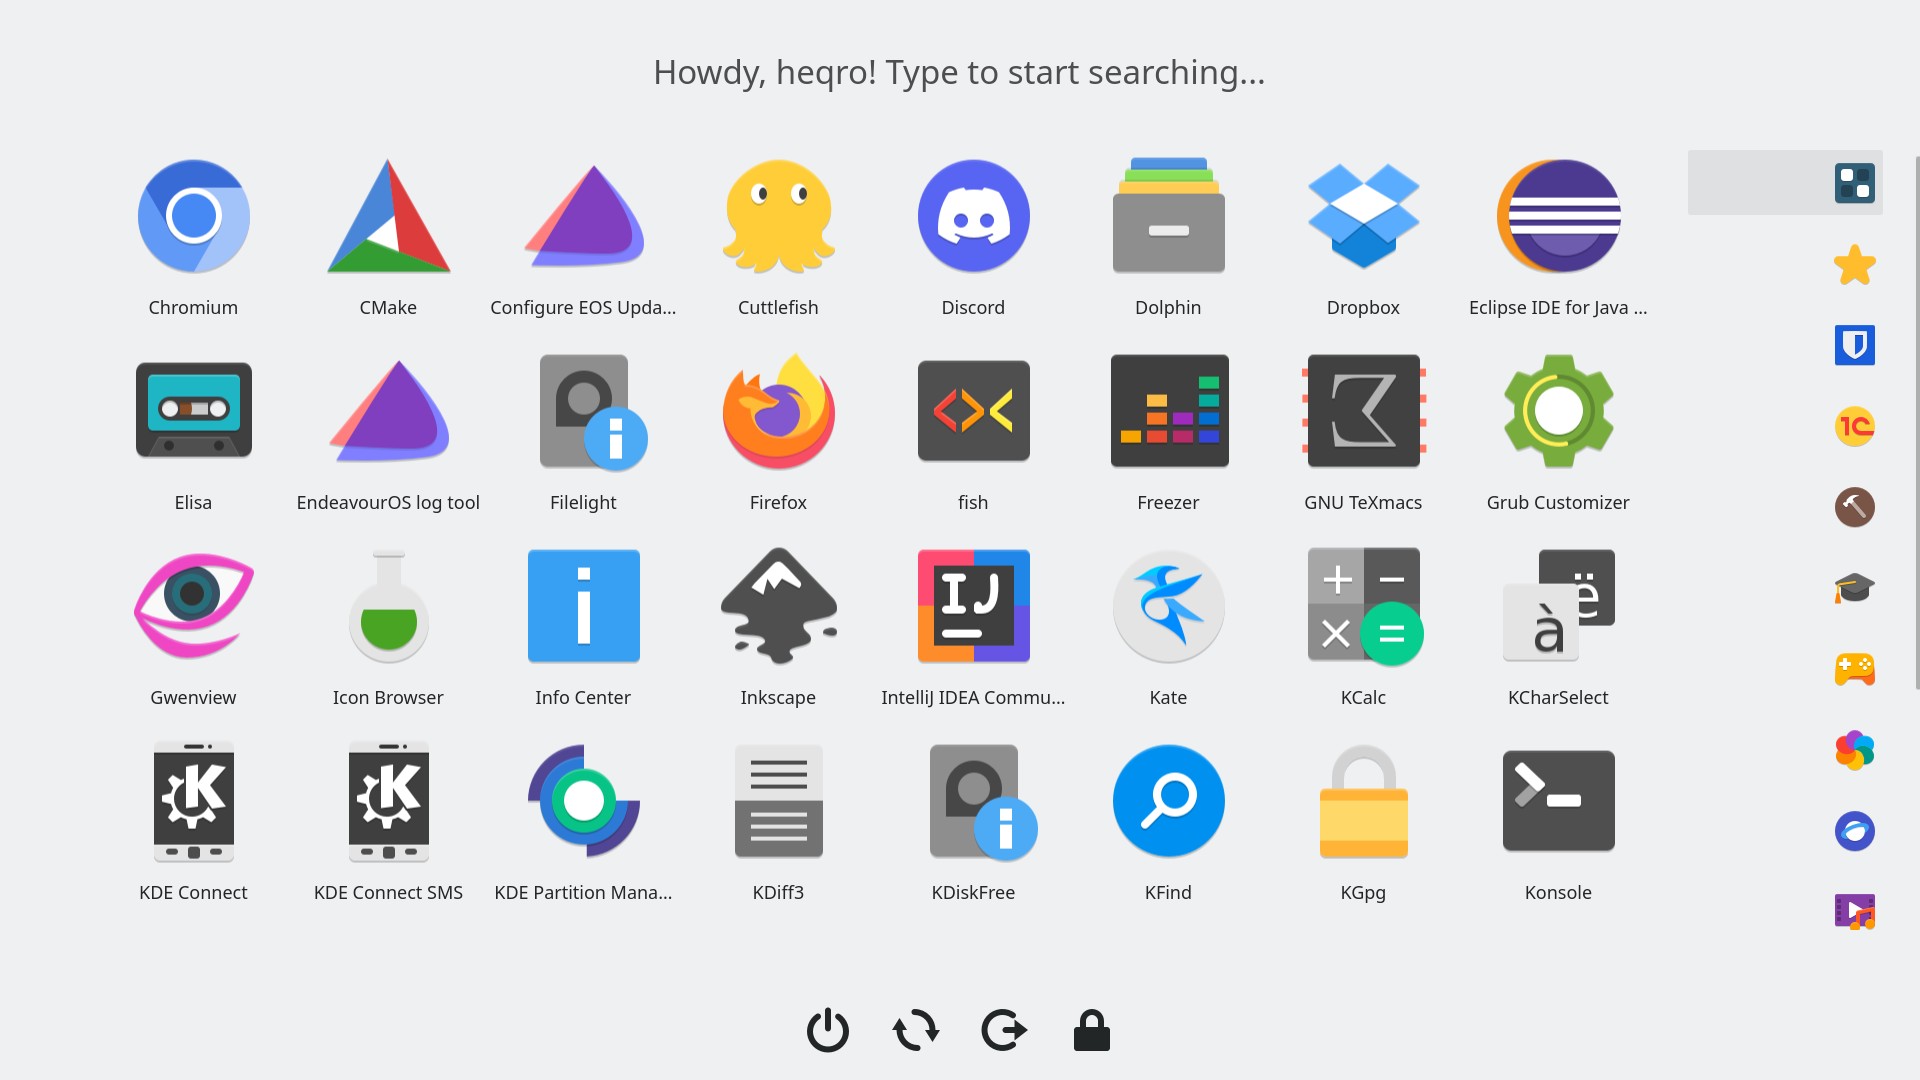 Howdy, heqro! Type to start searching...
Chromium
CMake
Configure EOS Upda...
Cuttlefish
Discord
Dolphin
Dropbox
Eclipse IDE for Java ...
Elisa
EndeavourOS log tool
Filelight
Firefox
fish
Freezer
GNU TeXmacs
Grub Customizer
1C
Gwenview
Icon Browser
Info Center
Inkscape
IJ
IntelliJ IDEA Commu...
Kate
KCalc
à ë
KCharSelect
KDE Connect
KDE Connect SMS
KDE Partition Mana...
KDiff3
KDiskFree
KFind
KGpg
Konsole